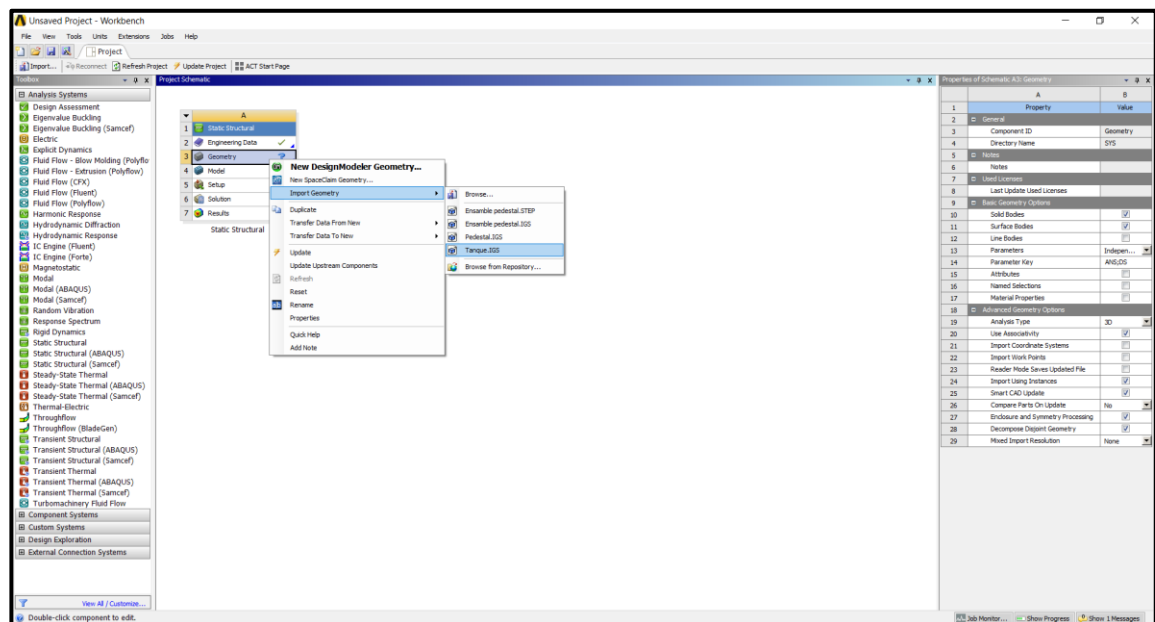 Unsaved Project - Workbench
File View Tools Units Extensions Jobs Help
Project
Import... Reconnect Refresh Project Update Project ACT Start Page
Toolbox
Analysis Systems
Design Assessment
Eigenvalue Buckling
Eigenvalue Buckling (Samcef)
Electric
Explicit Dynamics
Fluid Flow - Blow Molding (Polyflo
Fluid Flow - Extrusion (Polyflow)
Fluid Flow (CFX)
Fluid Flow (Fluent)
Fluid Flow (Polyflow)
Harmonic Response
Hydrodynamic Diffraction
Hydrodynamic Response
IC Engine (Fluent)
IC Engine (Forte)
Magnetostatic
Modal
Modal (ABAQUS)
Modal (Samcef)
Random Vibration
Response Spectrum
Rigid Dynamics
Static Structural
Static Structural (ABAQUS)
Static Structural (Samcef)
Steady-State Thermal
Steady-State Thermal (ABAQUS)
Steady-State Thermal (Samcef)
Thermal-Electric
Throughflow
Throughflow (BladeGen)
Transient Structural
Transient Structural (ABAQUS)
Transient Structural (Samcef)
Transient Thermal
Transient Thermal (ABAQUS)
Transient Thermal (Samcef)
Turbomachinery Fluid Flow
Component Systems
Custom Systems
Design Exploration
External Connection Systems
View All / Customize...
Project Schematic
A
1 Static Structural
2 Engineering Data
3 Geometry
4 Model
5 Setup
6 Solution
7 Results
Static Structural
New DesignModeler Geometry...
New SpaceClaim Geometry...
Import Geometry
Duplicate
Transfer Data From New
Transfer Data To New
Update
Update Upstream Components
Refresh
Reset
Rename
Properties
Quick Help
Add Note
Browse...
Ensamble pedestal.STEP
Ensamble pedestal.IGS
Pedestal.IGS
Tanque.IGS
Browse from Repository...
Properties of Schematic A3: Geometry
A B
1 Property Value
2 General
3 Component ID Geometry
4 Directory Name SYS
5 Notes
6 Notes
7 Used Licenses
8 Last Update Used Licenses
9 Basic Geometry Options
10 Solid Bodies
11 Surface Bodies
12 Line Bodies
13 Parameters Indepen...
14 Parameter Key ANS;DS
15 Attributes
16 Named Selections
17 Material Properties
18 Advanced Geometry Options
19 Analysis Type 3D
20 Use Associativity
21 Import Coordinate Systems
22 Import Work Points
23 Reader Mode Saves Updated File
24 Import Using Instances
25 Smart CAD Update
26 Compare Parts On Update No
27 Enclosure and Symmetry Processing
28 Decompose Disjoint Geometry
29 Mixed Import Resolution None
Double-click component to edit.
Job Monitor... Show Progress Show 1 Messages